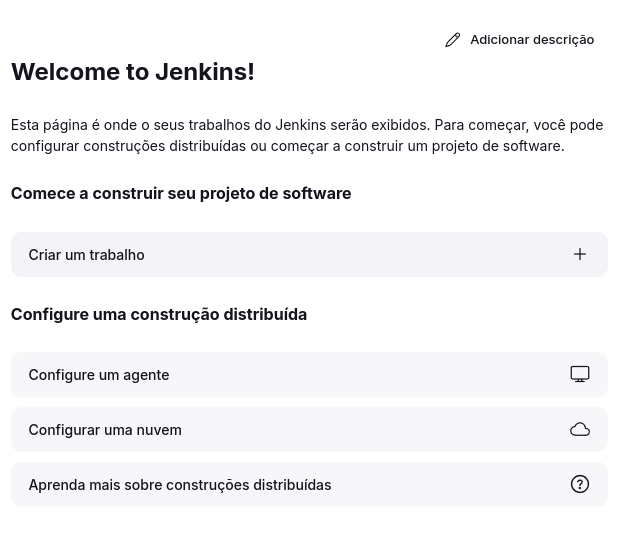 Adicionar descrição
Welcome to Jenkins!
Esta página é onde o seus trabalhos do Jenkins serão exibidos. Para começar, você pode
configurar construções distribuídas ou começar a construir um projeto de software.
Comece a construir seu projeto de software
Criar um trabalho
Configure uma construção distribuída
Configure um agente
Configurar uma nuvem
Aprenda mais sobre construções distribuídas